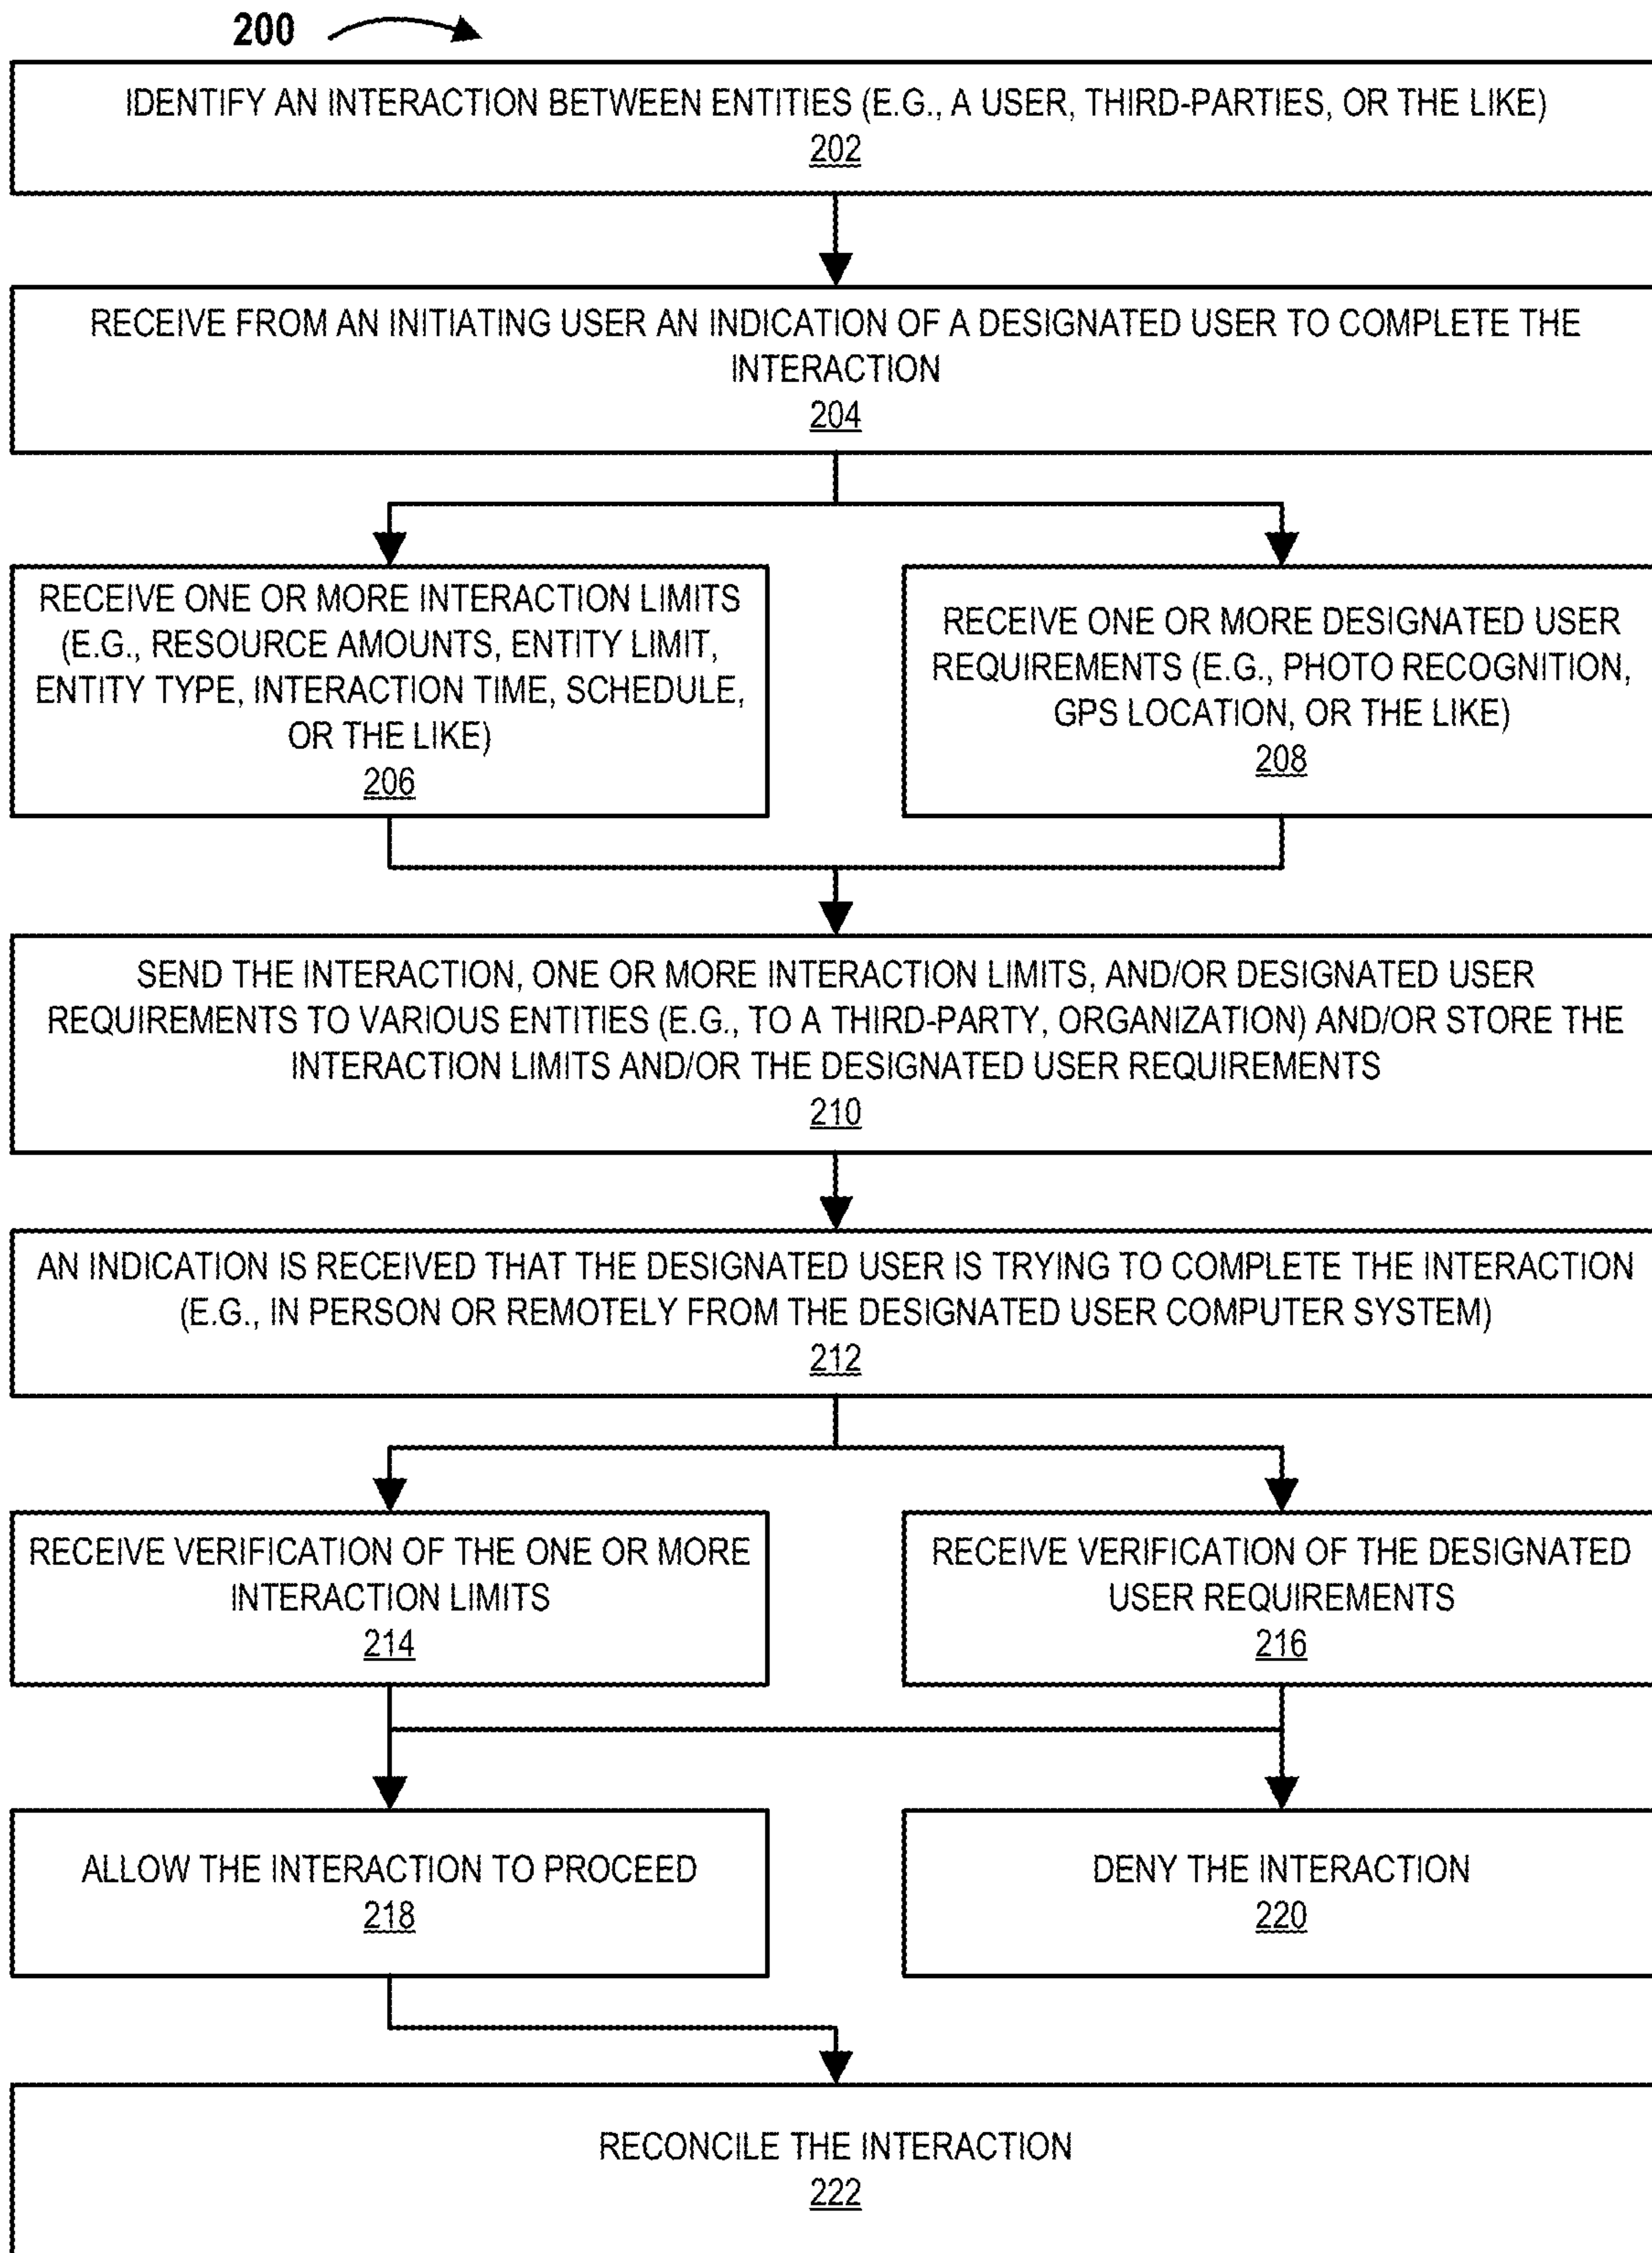 200
IDENTIFY AN INTERACTION BETWEEN ENTITIES (E.G., A USER, THIRD-PARTIES, OR THE LIKE)
202
RECEIVE FROM AN INITIATING USER AN INDICATION OF A DESIGNATED USER TO COMPLETE THE
INTERACTION
204
RECEIVE ONE OR MORE INTERACTION LIMITS
(E.G., RESOURCE AMOUNTS, ENTITY LIMIT,
ENTITY TYPE, INTERACTION TIME, SCHEDULE,
OR THE LIKE)
206
RECEIVE ONE OR MORE DESIGNATED USER
REQUIREMENTS (E.G., PHOTO RECOGNITION,
GPS LOCATION, OR THE LIKE)
208
SEND THE INTERACTION, ONE OR MORE INTERACTION LIMITS, AND/OR DESIGNATED USER
REQUIREMENTS TO VARIOUS ENTITIES (E.G., TO A THIRD-PARTY, ORGANIZATION) AND/OR STORE THE
INTERACTION LIMITS AND/OR THE DESIGNATED USER REQUIREMENTS
210
AN INDICATION IS RECEIVED THAT THE DESIGNATED USER IS TRYING TO COMPLETE THE INTERACTION
(E.G., IN PERSON OR REMOTELY FROM THE DESIGNATED USER COMPUTER SYSTEM)
212
RECEIVE VERIFICATION OF THE ONE OR MORE
INTERACTION LIMITS
214
RECEIVE VERIFICATION OF THE DESIGNATED
USER REQUIREMENTS
216
ALLOW THE INTERACTION TO PROCEED
218
DENY THE INTERACTION
220
RECONCILE THE INTERACTION
222